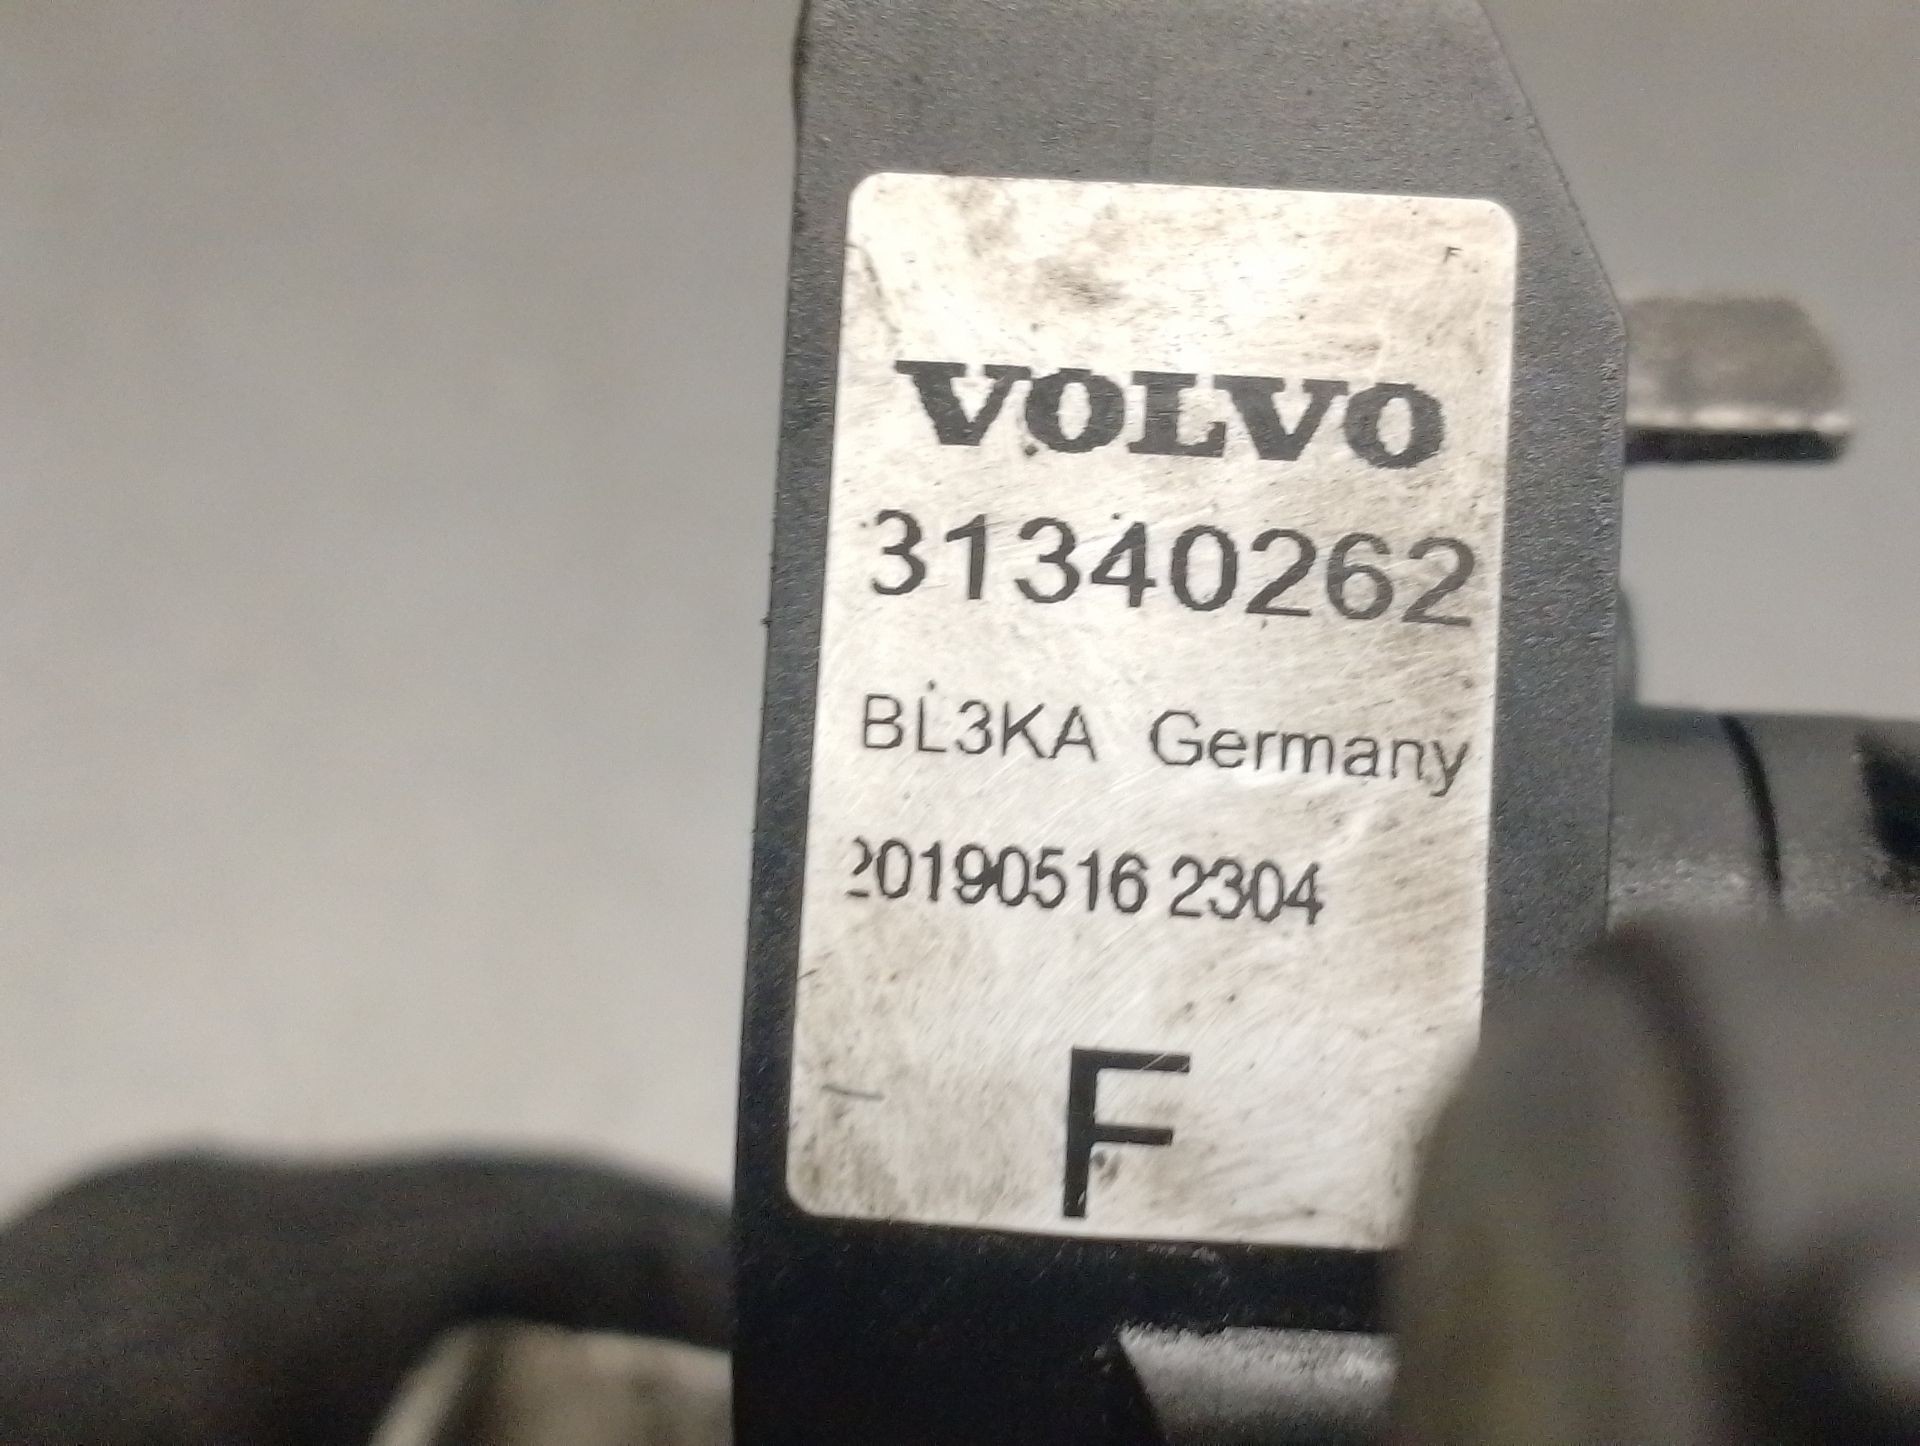 F
VOLVO
31340262
BL3KA Germany
20190516 2304
F